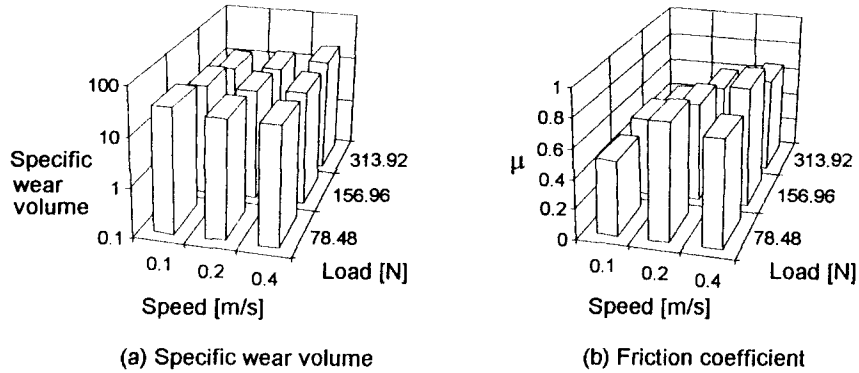 100
10
1
0.1
Specific
wear
volume
0.1
0.2
0.4
Speed [m/s]
78.48
156.96
313.92
Load [N]
(a) Specific wear volume
1
0.8
0.6
0.4
0.2
0
μ
0.1
0.2
0.4
Speed [m/s]
78.48
156.96
313.92
Load [N]
(b) Friction coefficient